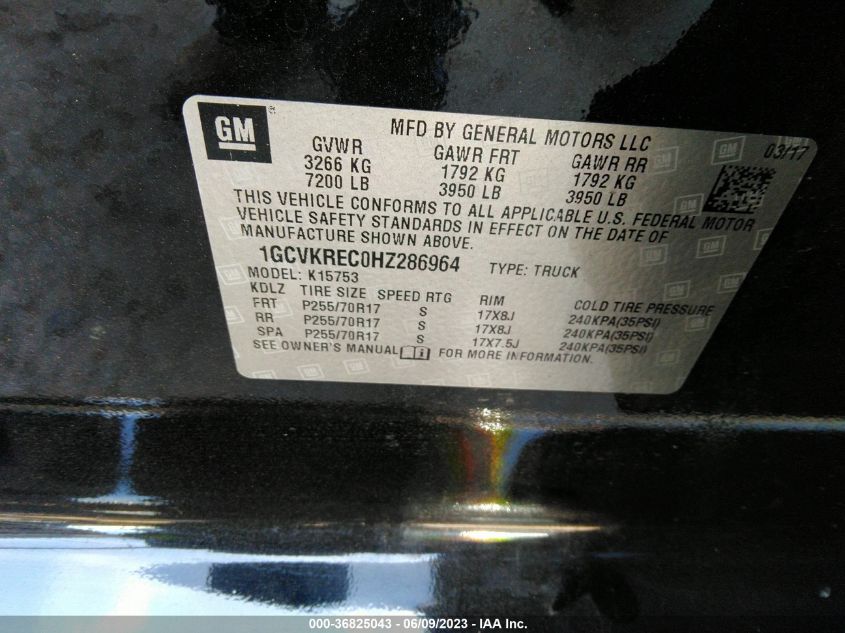 GM
MFD BY GENERAL MOTORS LLC
03/17
GVWR GAWR FRT GAWR RR
3266 KG 1792 KG 1792 KG
7200 LB 3950 LB 3950 LB
THIS VEHICLE CONFORMS TO ALL APPLICABLE U.S. FEDERAL MOTOR
VEHICLE SAFETY STANDARDS IN EFFECT ON THE DATE OF
MANUFACTURE SHOWN ABOVE.
1GCVKREC0HZ286964 TYPE: TRUCK
MODEL: K15753
KDLZ TIRE SIZE SPEED RTG RIM COLD TIRE PRESSURE
FRT P255/70R17 S 17X8J 240KPA(35PSI)
RR P255/70R17 S 17X8J 240KPA(35PSI)
SPA P255/70R17 S 17X7.5J 240KPA(35PSI)
SEE OWNER'S MANUAL FOR MORE INFORMATION.
000-36825043 - 06/09/2023 - IAA Inc.